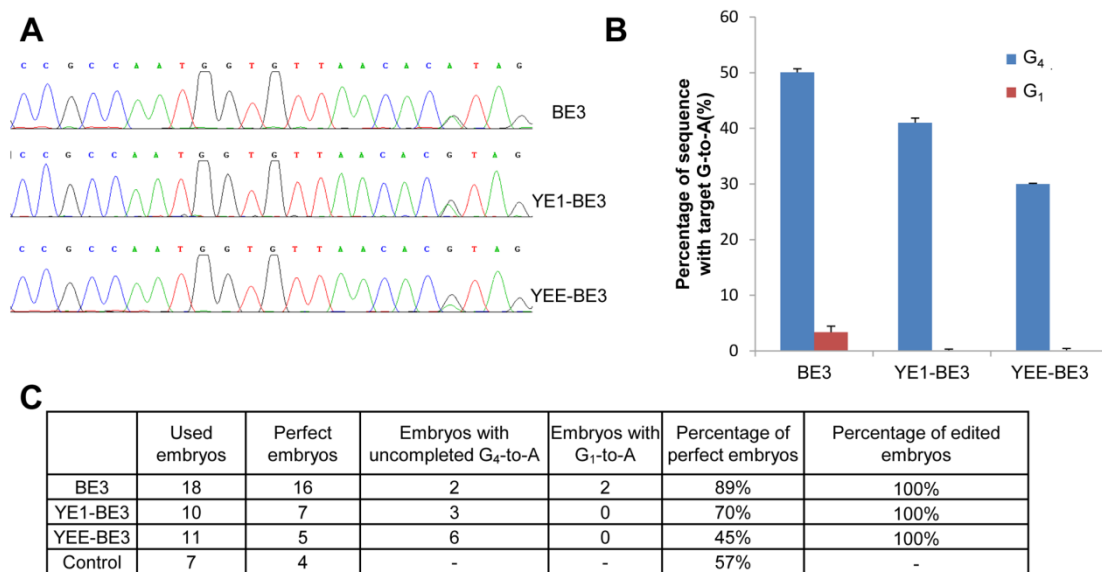 A
C C G C C A A T G G T G T T A A C A C A T A G
BE3
C C G C C A A T G G T G T T A A C A C G T A G
YE1-BE3
C C G C C A A T G G T G T T A A C A C G T A G
YEE-BE3
B
Percentage of sequence
with target G-to-A(%)
60
50
40
30
20
10
0
G4
G1
BE3 YE1-BE3 YEE-BE3
C
Used embryos Perfect embryos Embryos with uncompleted G4-to-A Embryos with G1-to-A Percentage of perfect embryos Percentage of edited embryos
BE3 18 16 2 2 89% 100%
YE1-BE3 10 7 3 0 70% 100%
YEE-BE3 11 5 6 0 45% 100%
Control 7 4 - - 57% -